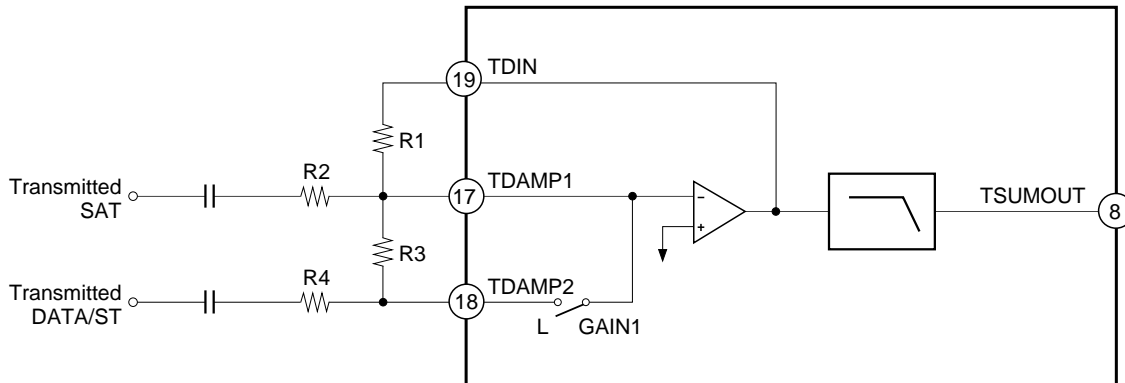 19 TDIN
R1
Transmitted
SAT
R2
17 TDAMP1
−
+
TSUMOUT 8
R3
Transmitted
DATA/ST
R4
18 TDAMP2
L GAIN1